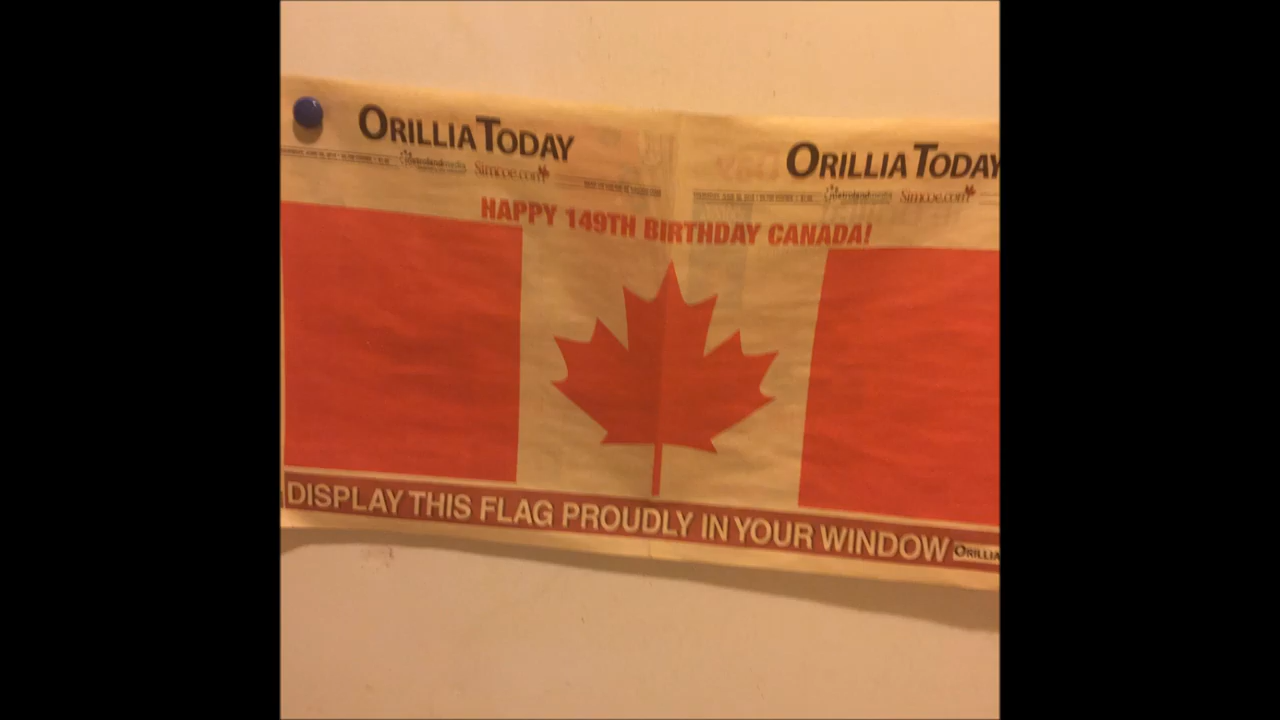 ORILLIA TODAY
Simcoe.com
ORILLIA TODAY
Simcoe.com
HAPPY 149TH BIRTHDAY CANADA!
DISPLAY THIS FLAG PROUDLY IN YOUR WINDOW
ORILLIA